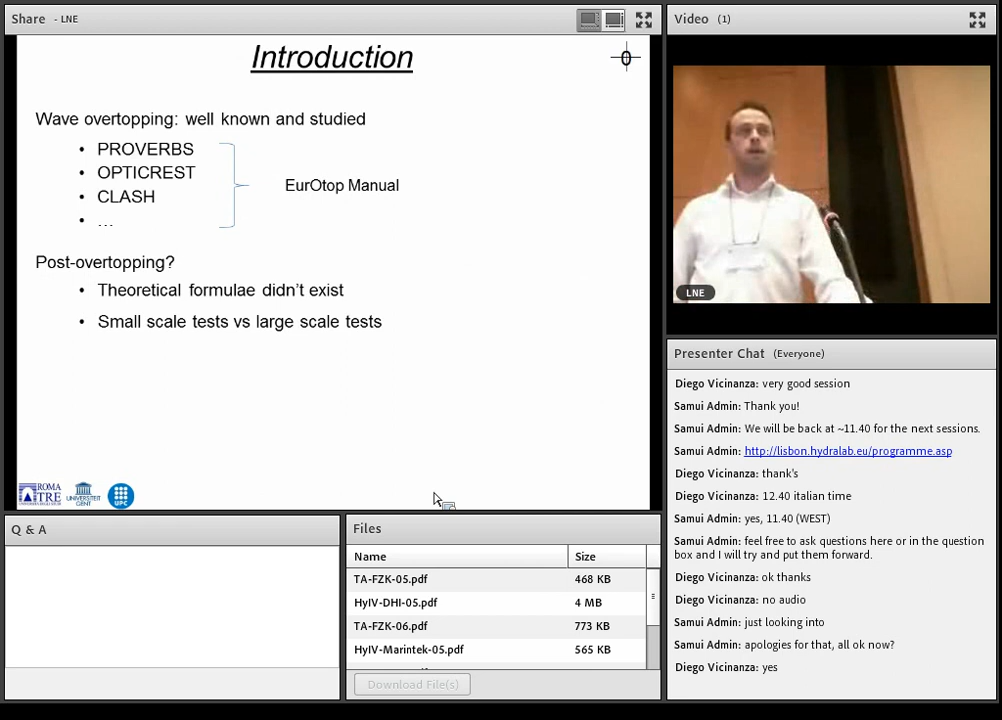 Share - LNE
Introduction
Wave overtopping: well known and studied
• PROVERBS
• OPTICREST
• CLASH
• ...
EurOtop Manual
Post-overtopping?
• Theoretical formulae didn't exist
• Small scale tests vs large scale tests
ROMA
TRE
UNIVERSITEIT
GENT
UPC
Video (1)
LNE
Presenter Chat (Everyone)
Diego Vicinanza: very good session
Samui Admin: Thank you!
Samui Admin: We will be back at ~11.40 for the next sessions.
Samui Admin: http://lisbon.hydralab.eu/programme.asp
Diego Vicinanza: thank's
Diego Vicinanza: 12.40 italian time
Samui Admin: yes, 11.40 (WEST)
Samui Admin: feel free to ask questions here or in the question
box and I will try and put them forward.
Diego Vicinanza: ok thanks
Diego Vicinanza: no audio
Samui Admin: just looking into
Samui Admin: apologies for that, all ok now?
Diego Vicinanza: yes
Q & A
Files
Name Size
TA-FZK-05.pdf 468 KB
HyIV-DHI-05.pdf 4 MB
TA-FZK-06.pdf 773 KB
HyIV-Marintek-05.pdf 565 KB
Download File(s)